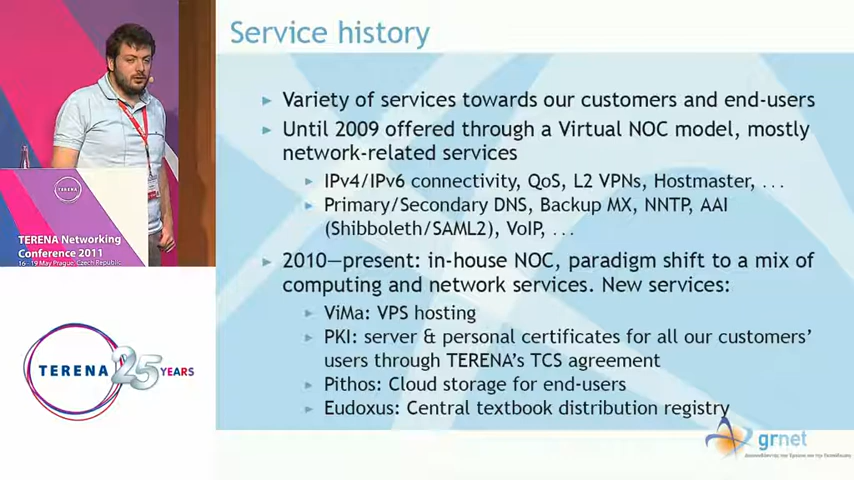 Service history
Variety of services towards our customers and end-users
Until 2009 offered through a Virtual NOC model, mostly
network-related services
IPv4/IPv6 connectivity, QoS, L2 VPNs, Hostmaster, ...
Primary/Secondary DNS, Backup MX, NNTP, AAI
(Shibboleth/SAML2), VoIP, ...
2010—present: in-house NOC, paradigm shift to a mix of
computing and network services. New services:
ViMa: VPS hosting
PKI: server & personal certificates for all our customers'
users through TERENA's TCS agreement
Pithos: Cloud storage for end-users
Eudoxus: Central textbook distribution registry
grnet
TERENA
TERENA Networking
Conference 2011
16 - 19 May Prague, Czech Republic
TERENA 25 YEARS